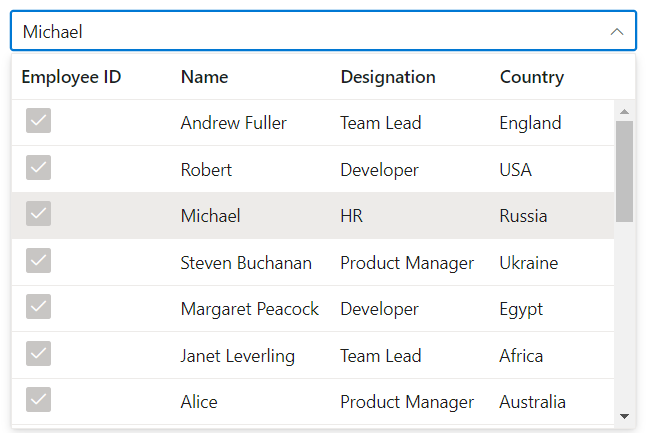 Michael
Employee ID Name Designation Country
Andrew Fuller Team Lead England
Robert Developer USA
Michael HR Russia
Steven Buchanan Product Manager Ukraine
Margaret Peacock Developer Egypt
Janet Leverling Team Lead Africa
Alice Product Manager Australia